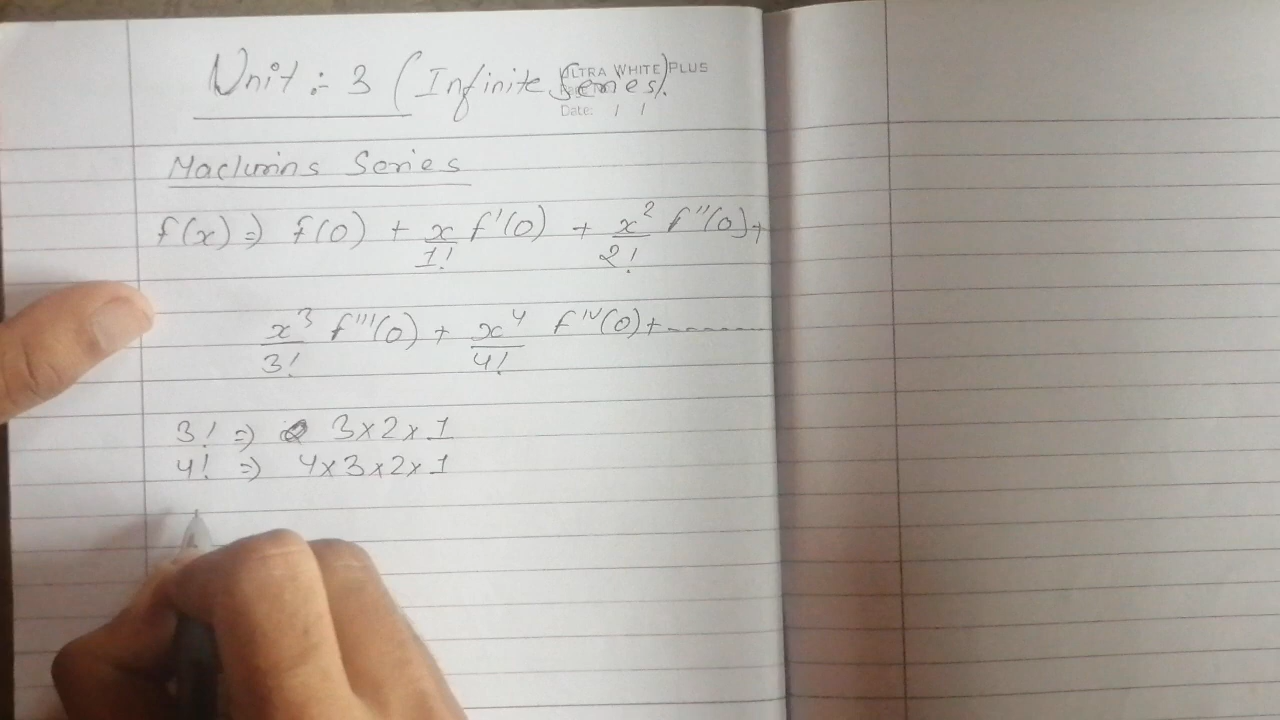 Unit :- 3 (Infinite Series).
ULTRA WHITE PLUS
Date: / /
Maclurins Series
f(x) => f(0) + x/1! f'(0) + x²/2! f''(0) +
x³/3! f'''(0) + x⁴/4! fⁱᵛ(0) + --------
3! => 3x2x1
4! => 4x3x2x1